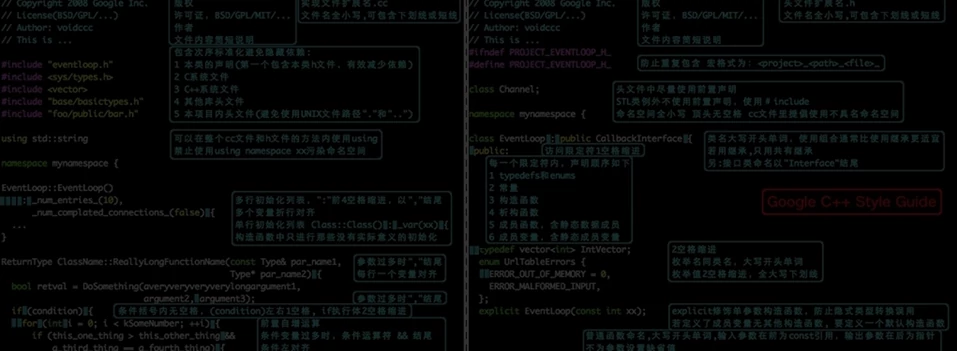 // Copyright 2008 Google Inc.
// License(BSD/GPL/...)
// Author: voidccc
// This is ...
版权
许可证, BSD/GPL/MIT/...
作者
文件内容简短说明
实现文件扩展名.cc
文件名全小写,可包含下划线或短线
#include "eventloop.h"
#include <sys/types.h>
#include <vector>
#include "base/basictypes.h"
#include "foo/public/bar.h"
包含次序标准化避免隐藏依赖:
1 本类的声明(第一个包含本类h文件, 有效减少依赖)
2 C系统文件
3 C++系统文件
4 其他库头文件
5 本项目内头文件(避免使用UNIX文件路径"."和"..")
using std::string
可以在整个cc文件和h文件的方法内使用using
禁止使用using namespace xx污染命名空间
namespace mynamespace {
EventLoop::EventLoop()
: _num_entries_(10),
_num_complated_connections_(false) {
...
}
多行初始化列表, ":"前4空格缩进, 以","结尾
多个变量折行对齐
单行初始化列表 Class::Class() : _var(xx) {
构造函数中只进行那些没有实际意义的初始化
ReturnType ClassName::ReallyLongFunctionName(const Type& par_name1,
Type* par_name2) {
参数过多时","结尾
每行一个变量对齐
bool retval = DoSomething(averyveryveryverylongargument1,
argument2, argument3);
参数过多时","结尾
if (condition) {
条件括号内无空格, (condition)左右1空格, if执行体2空格缩进
for (int i = 0; i < kSomeNumber; ++i) {
前置自增运算
if (this_one_thing > this_other_thing &&
a_third_thing == a_fourth_thing) {
条件变量过多时, 条件运算符 && 结尾
条件左对齐
// Copyright 2008 Google Inc.
// License(BSD/GPL/...)
// Author: voidccc
// This is ...
版权
许可证, BSD/GPL/MIT/...
作者
文件内容简短说明
头文件扩展名.h
文件名全小写,可包含下划线或短线
#ifndef PROJECT_EVENTLOOP_H_
#define PROJECT_EVENTLOOP_H_
防止重复包含 宏格式为: <project>_<path>_<file>_
class Channel;
头文件中尽量使用前置声明
STL类例外不使用前置声明, 使用#include
namespace mynamespace {
命名空间全小写 顶头无空格 cc文件里提倡使用不具名命名空间
class EventLoop : public CallbackInterface {
类名大写开头单词, 使用组合通常比使用继承更适宜
若用继承,只用共有继承
另:接口类命名以"Interface"结尾
public:
访问限定符1空格缩进
每一个限定符内, 声明顺序如下
1 typedefs和enums
2 常量
3 构造函数
4 析构函数
5 成员函数, 含静态数据成员
6 成员变量, 含静态成员变量
Google C++ Style Guide
typedef vector<int> IntVector;
enum UrlTableErrors {
ERROR_OUT_OF_MEMORY = 0,
ERROR_MALFORMED_INPUT,
};
2空格缩进
枚举名同类名, 大写开头单词
枚举值2空格缩进, 全大写下划线
explicit EventLoop(const int xx);
explicit修饰单参数构造函数, 防止隐式类型转换误用
若定义了成员变量无其他构造函数, 要定义一个默认构造函数
普通函数命名,大写开头单词,输入参数在前为const引用, 输出参数在后为指针
不为参数设置缺省值